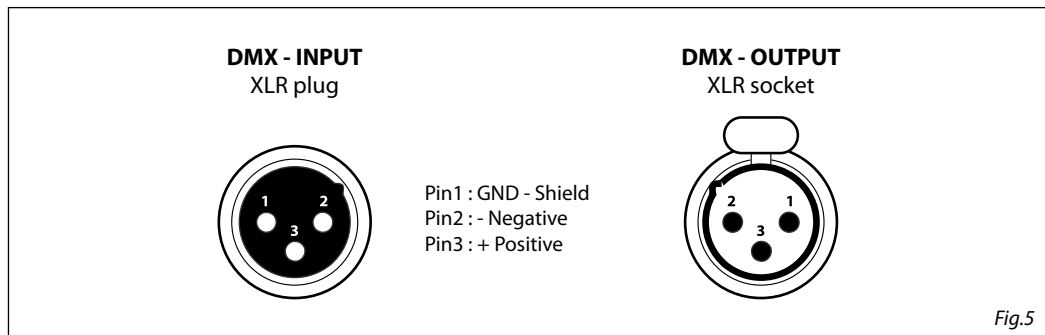 DMX - INPUT
XLR plug
DMX - OUTPUT
XLR socket
1
2
3
Pin1 : GND - Shield
Pin2 : - Negative
Pin3 : + Positive
2
1
3
Fig.5